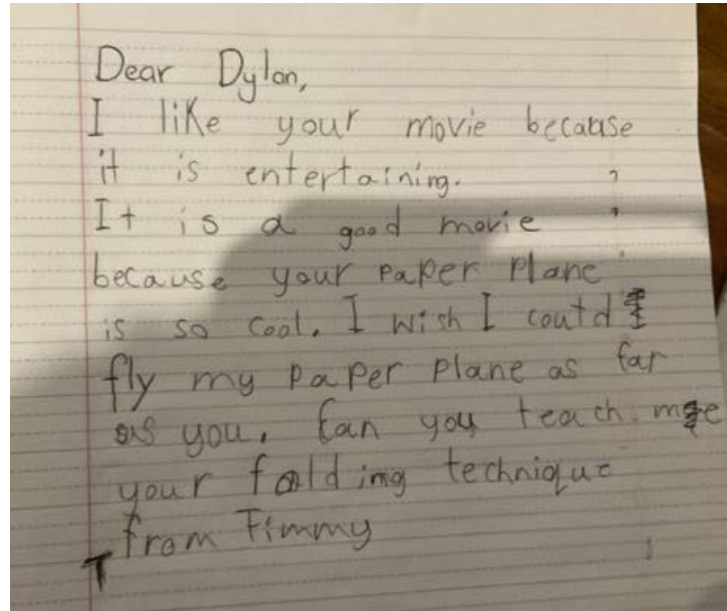 Dear Dylan,
I like your movie because
it is entertaining.
It is a good movie
because your paper plane
is so cool. I wish I could
fly my paper plane as far
as you. Can you teach me
your folding technique
from Timmy
T